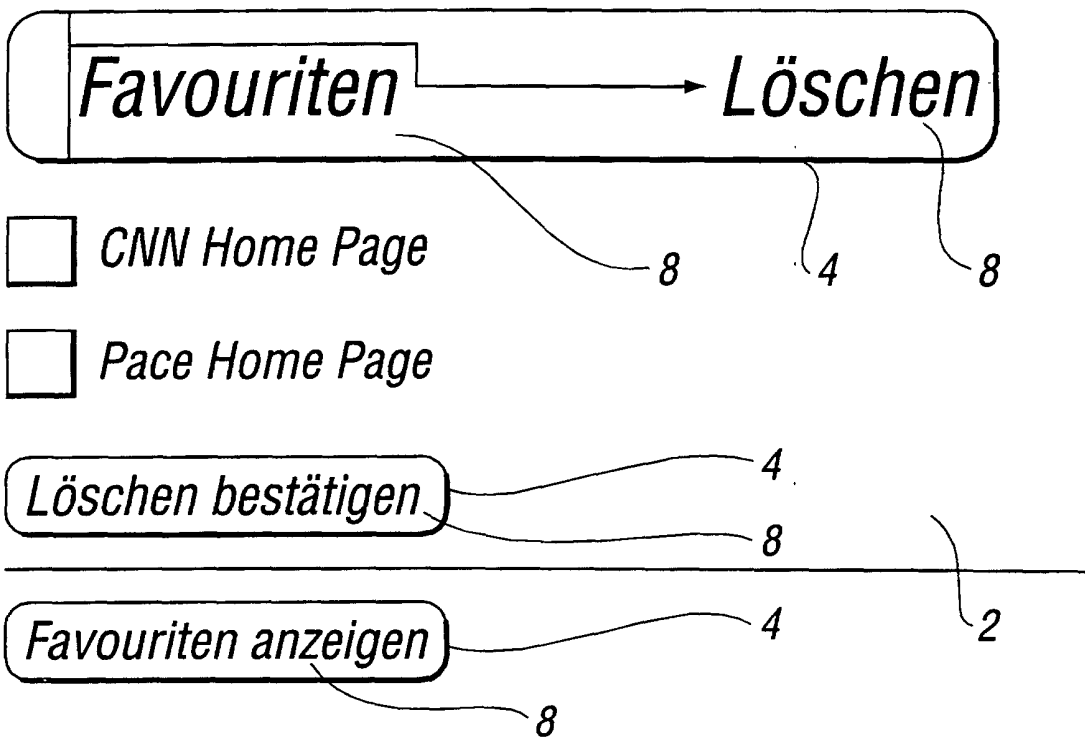 Favouriten Löschen
8 4 8
CNN Home Page
Pace Home Page
4
Löschen bestätigen
8
4 2
Favouriten anzeigen
8